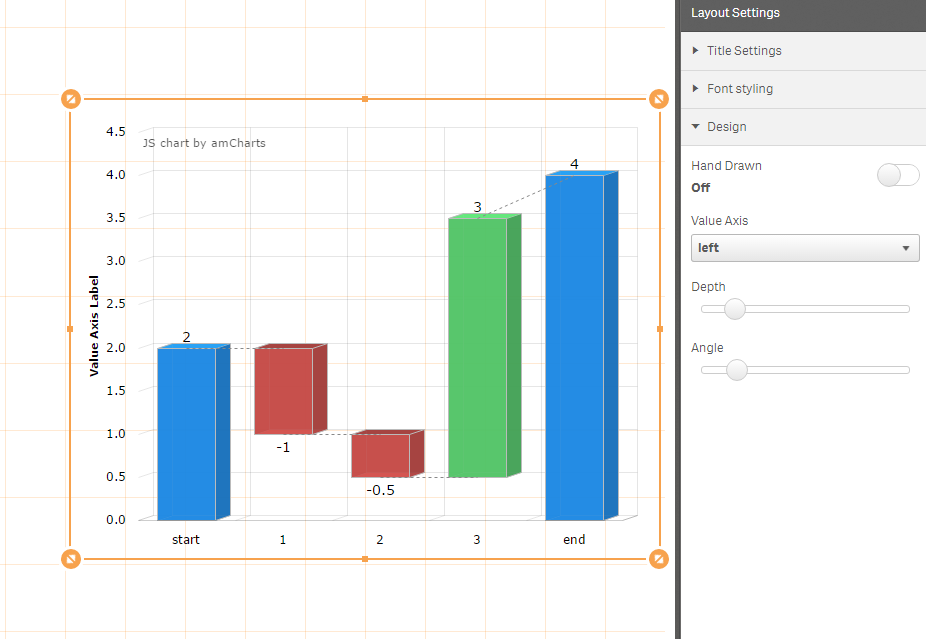 Layout Settings
Title Settings
Font styling
Design
Hand Drawn
Off
Value Axis
left
Depth
Angle
JS chart by amCharts
Value Axis Label
4.5
4.0
3.5
3.0
2.5
2.0
1.5
1.0
0.5
0.0
2
-1
-0.5
3
4
start 1 2 3 end